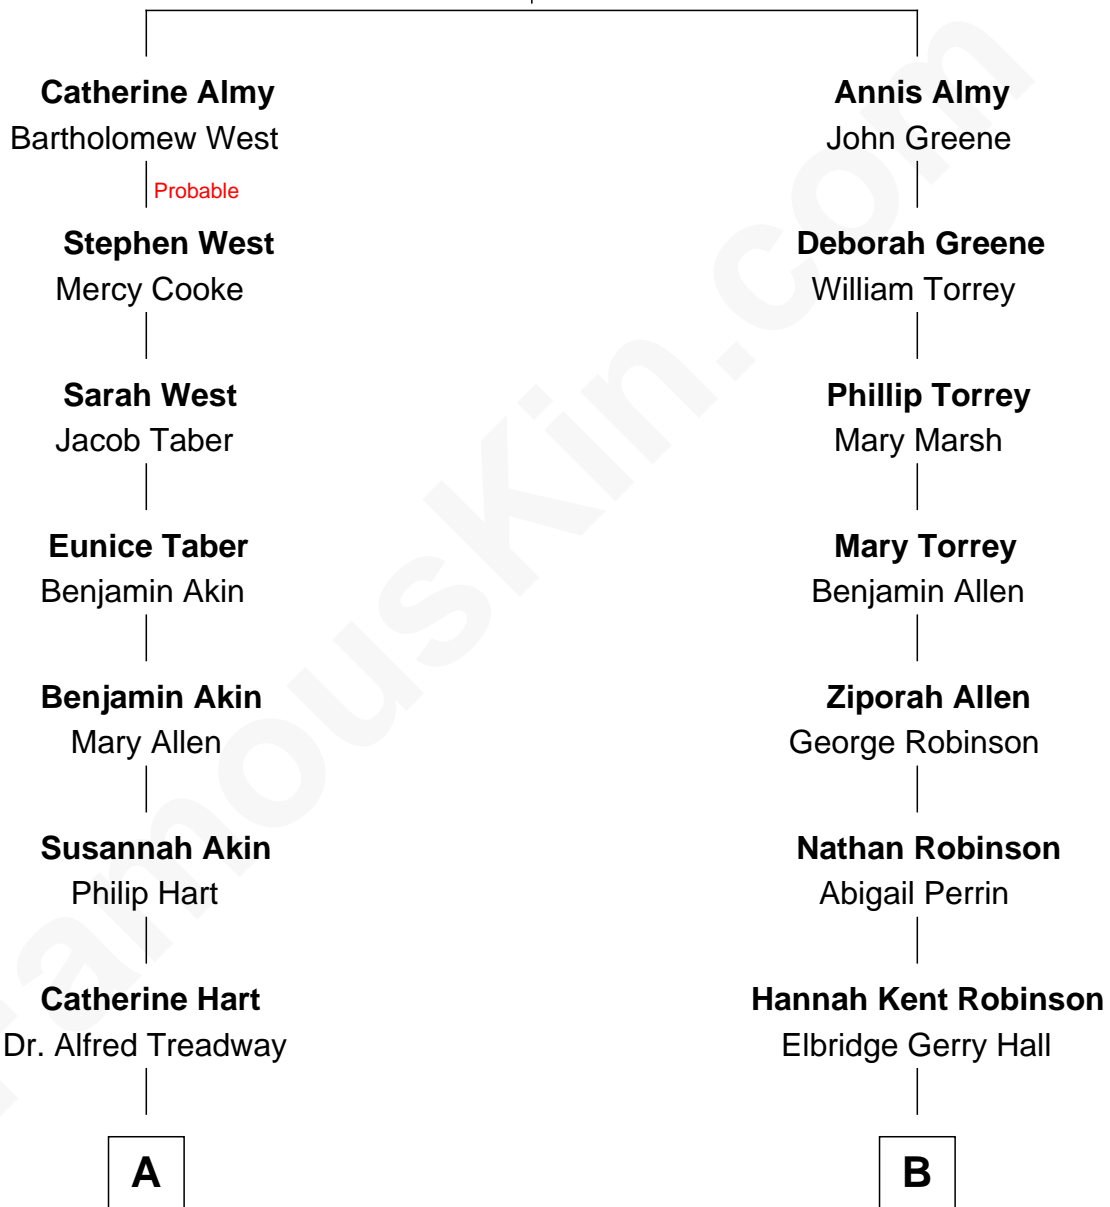 Catherine Almy
Bartholomew West
Probable
Stephen West
Mercy Cooke
Sarah West
Jacob Taber
Eunice Taber
Benjamin Akin
Benjamin Akin
Mary Allen
Susannah Akin
Philip Hart
Catherine Hart
Dr. Alfred Treadway
A
Annis Almy
John Greene
Deborah Greene
William Torrey
Phillip Torrey
Mary Marsh
Mary Torrey
Benjamin Allen
Ziporah Allen
George Robinson
Nathan Robinson
Abigail Perrin
Hannah Kent Robinson
Elbridge Gerry Hall
B
FamousKin.com